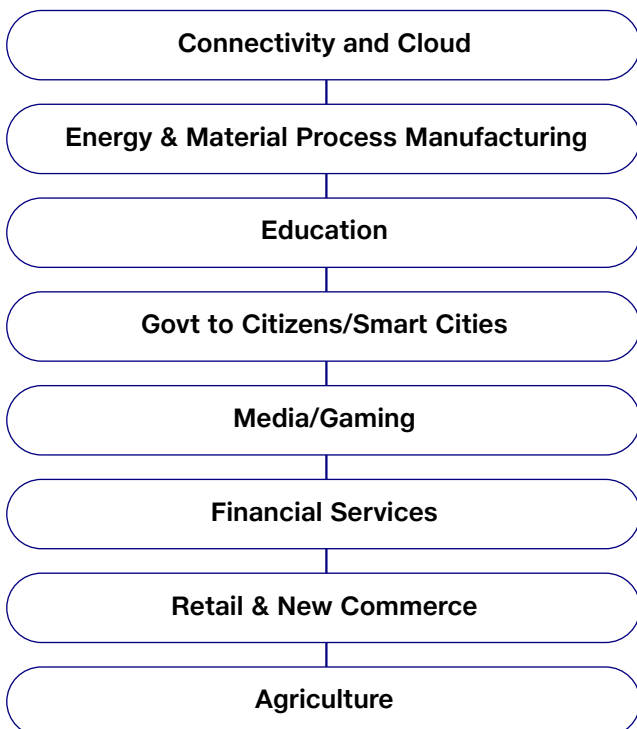 Connectivity and Cloud
Energy & Material Process Manufacturing
Education
Govt to Citizens/Smart Cities
Media/Gaming
Financial Services
Retail & New Commerce
Agriculture